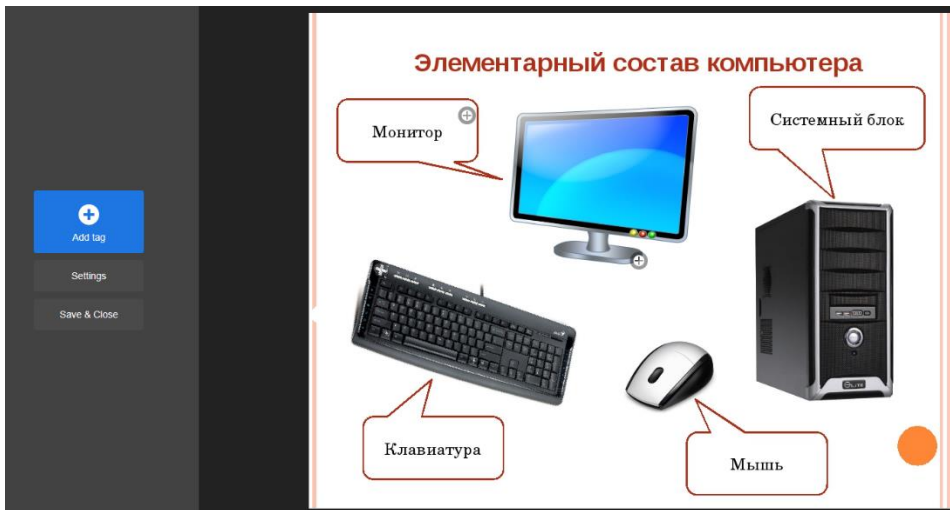 Элементарный состав компьютера
Монитор
Системный блок
Add tag
Settings
Save & Close
Клавиатура
Мышь